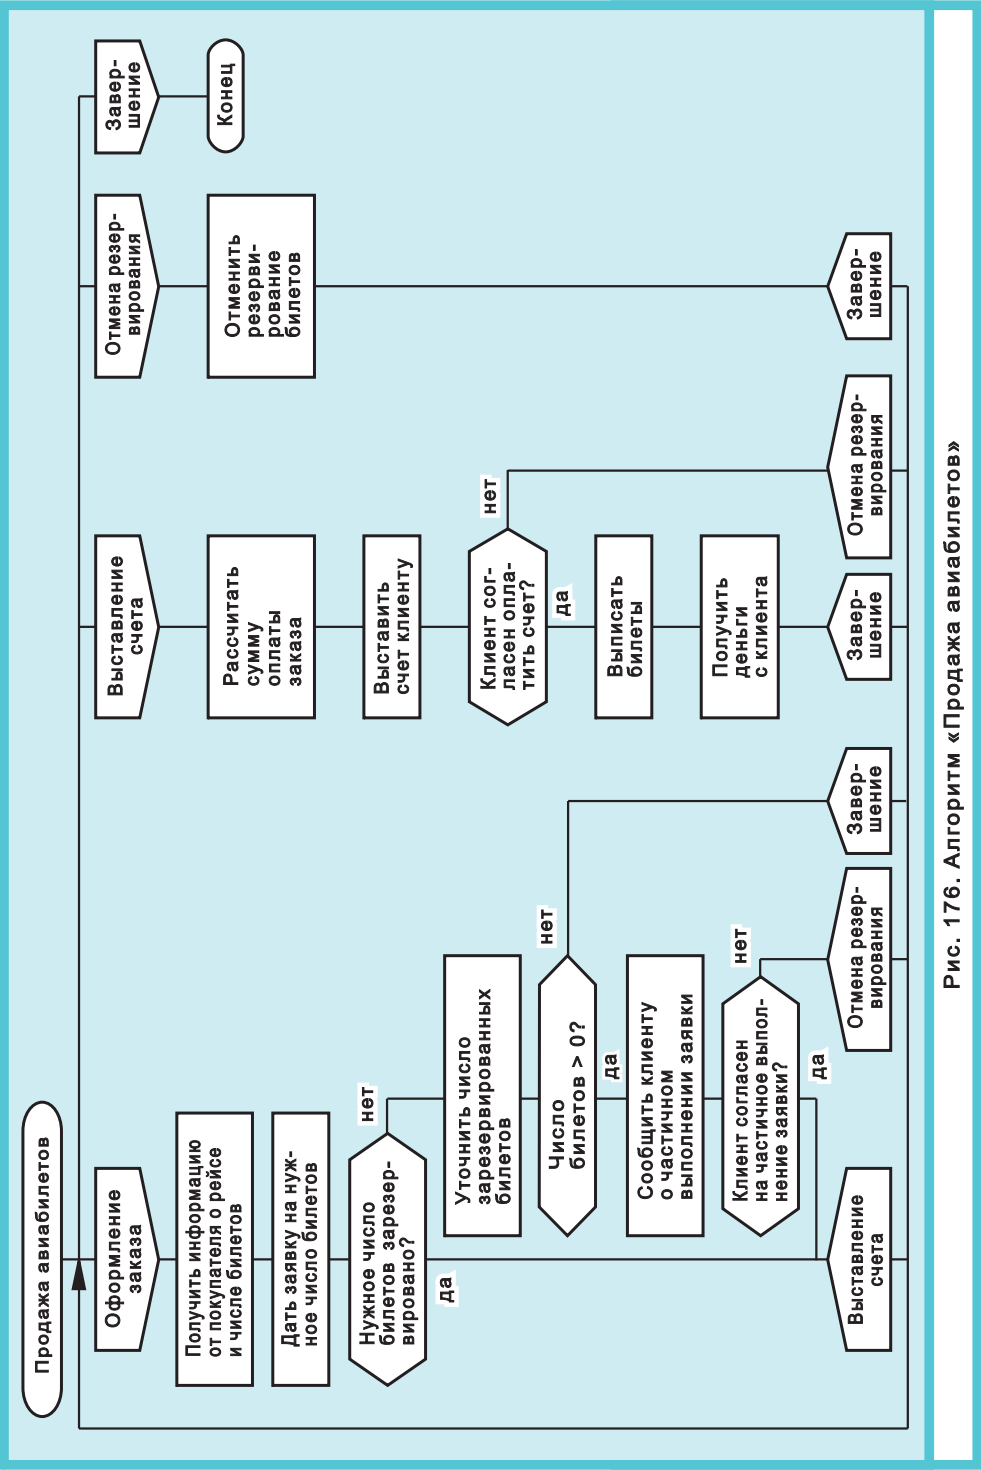 Продажа авиабилетов
Оформление
заказа
Получить информацию
от покупателя о рейсе
и числе билетов
Дать заявку на нуж-
ное число билетов
Нужное число
билетов зарезер-
вировано?
нет
да
Уточнить число
зарезервированных
билетов
Число
билетов > 0?
нет
да
Сообщить клиенту
о частичном
выполнении заявки
Клиент согласен
на частичное выпол-
нение заявки?
нет
да
Выставление
счета
Отмена резер-
вирования
Завер-
шение
Выставление
счета
Рассчитать
сумму
оплаты
заказа
Выставить
счет клиенту
Клиент сог-
ласен опла-
тить счет?
нет
да
Выписать
билеты
Получить
деньги
с клиента
Завер-
шение
Отмена резер-
вирования
Отмена резер-
вирования
Отменить
резерви-
рование
билетов
Завер-
шение
Завер-
шение
Конец
Рис. 176. Алгоритм «Продажа авиабилетов»